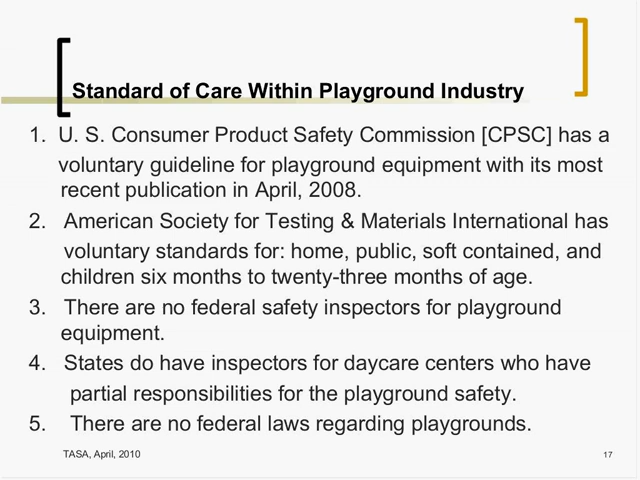 Standard of Care Within Playground Industry
1. U. S. Consumer Product Safety Commission [CPSC] has a
voluntary guideline for playground equipment with its most
recent publication in April, 2008.
2. American Society for Testing & Materials International has
voluntary standards for: home, public, soft contained, and
children six months to twenty-three months of age.
3. There are no federal safety inspectors for playground
equipment.
4. States do have inspectors for daycare centers who have
partial responsibilities for the playground safety.
5. There are no federal laws regarding playgrounds.
TASA, April, 2010 17